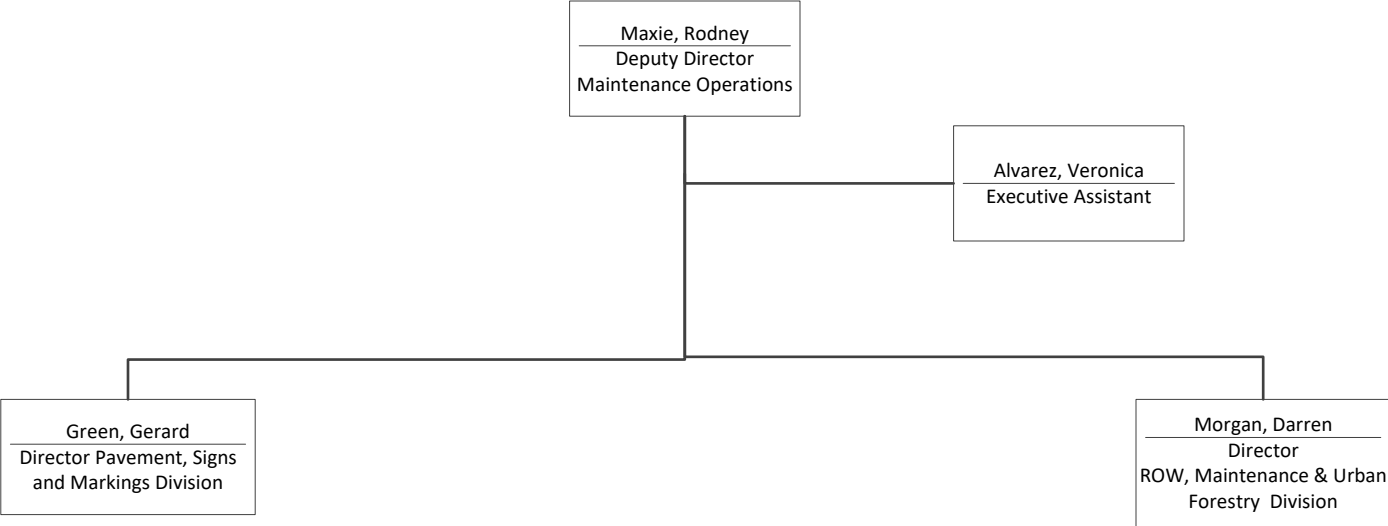 Maxie, Rodney
Deputy Director
Maintenance Operations
Alvarez, Veronica
Executive Assistant
Green, Gerard
Director Pavement, Signs
and Markings Division
Morgan, Darren
Director
ROW, Maintenance & Urban
Forestry  Division